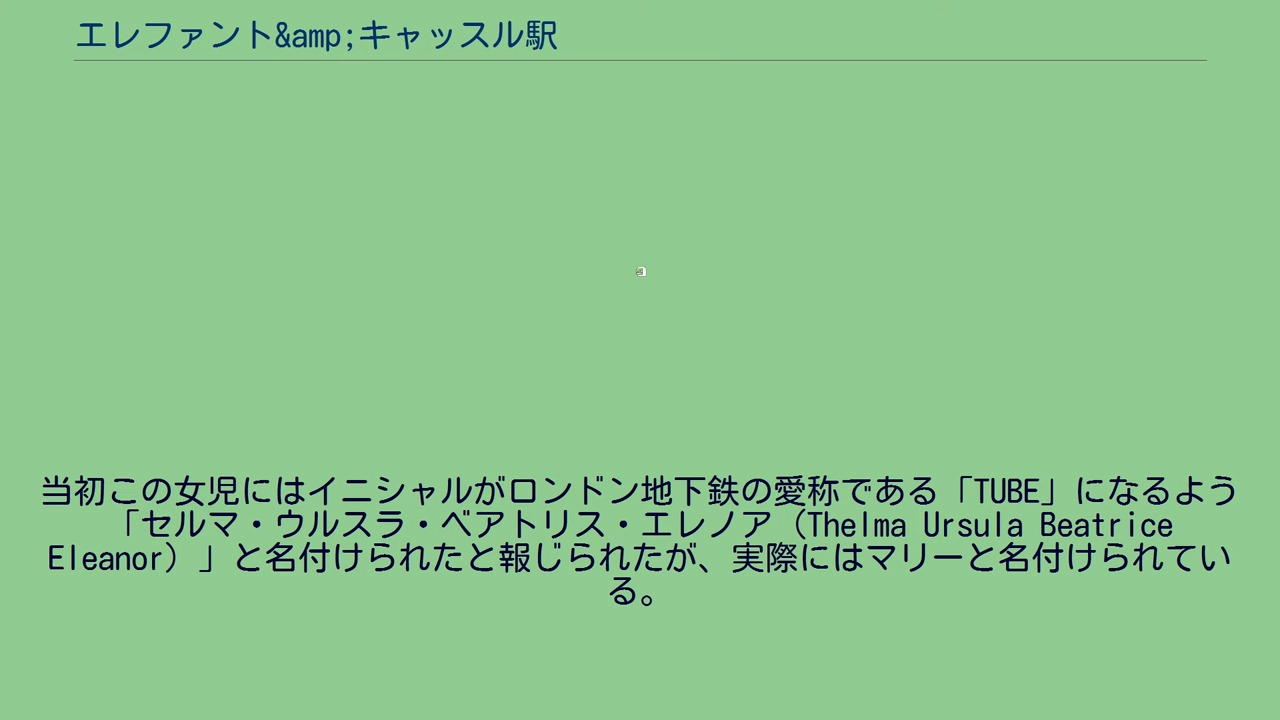 エレファント&amp;キャッスル駅
当初この女児にはイニシャルがロンドン地下鉄の愛称である「TUBE」になるよう
「セルマ・ウルスラ・ベアトリス・エレノア（Thelma Ursula Beatrice
Eleanor）」と名付けられたと報じられたが、実際にはマリーと名付けられてい
る。